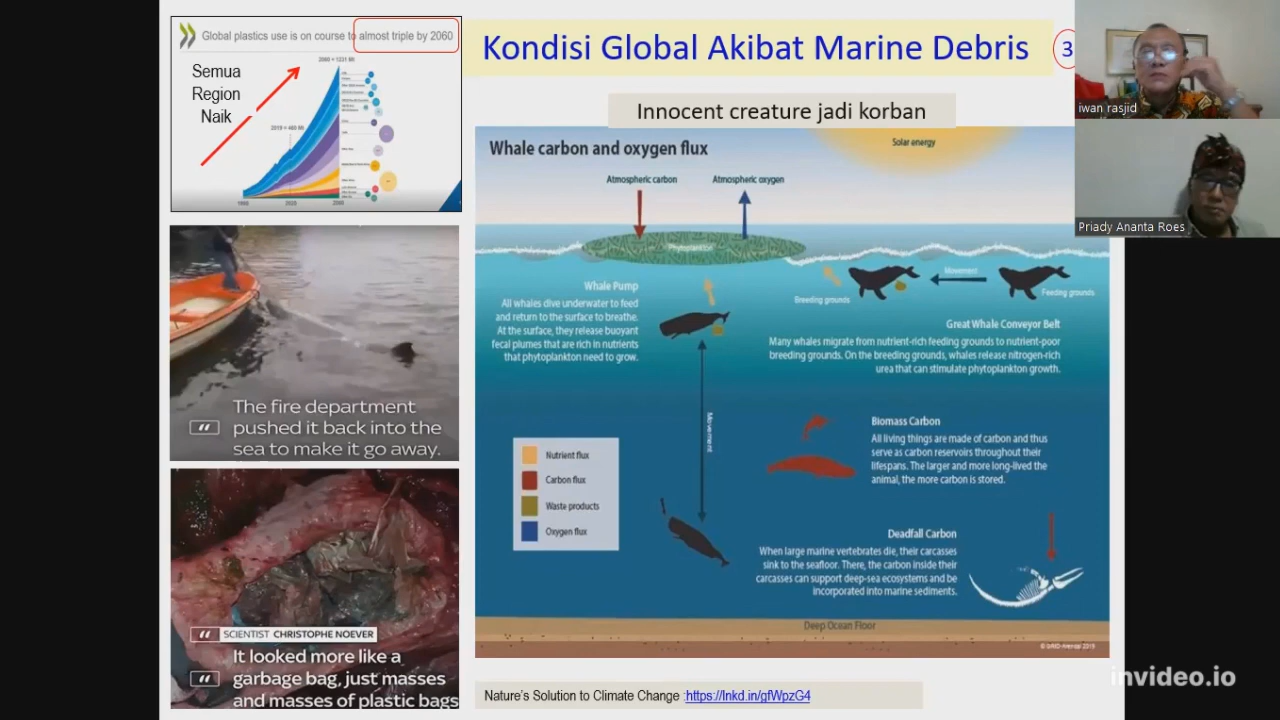 Global plastics use is on course to almost triple by 2060
Semua
Region
Naik
2060 = 1231 Mt
2019 = 460 Mt
1980
2020
2060
Kondisi Global Akibat Marine Debris
3
Innocent creature jadi korban
iwan rasjid
Priady Ananta Roes
The fire department
pushed it back into the
sea to make it go away.
SCIENTIST CHRISTOPHE NOEVER
It looked more like a
garbage bag, just masses
and masses of plastic bags
Whale carbon and oxygen flux
Solar energy
Atmospheric carbon
Atmospheric oxygen
Phytoplankton
Whale Pump
All whales dive underwater to feed
and return to the surface to breathe.
At the surface, they release buoyant
fecal plumes that are rich in nutrients
that phytoplankton need to grow.
Breeding grounds
Movement
Feeding grounds
Great Whale Conveyor Belt
Many whales migrate from nutrient-rich feeding grounds to nutrient-poor
breeding grounds. On the breeding grounds, whales release nitrogen-rich
urea that can stimulate phytoplankton growth.
Movement
Biomass Carbon
All living things are made of carbon and thus
serve as carbon reservoirs throughout their
lifespans. The larger and more long-lived the
animal, the more carbon is stored.
Nutrient flux
Carbon flux
Waste products
Oxygen flux
Deadfall Carbon
When large marine vertebrates die, their carcasses
sink to the seafloor. There, the carbon inside their
carcasses can support deep-sea ecosystems and be
incorporated into marine sediments.
Deep Ocean Floor
2019
Nature's Solution to Climate Change :https://lnkd.in/gfWpzG4
invideo.io